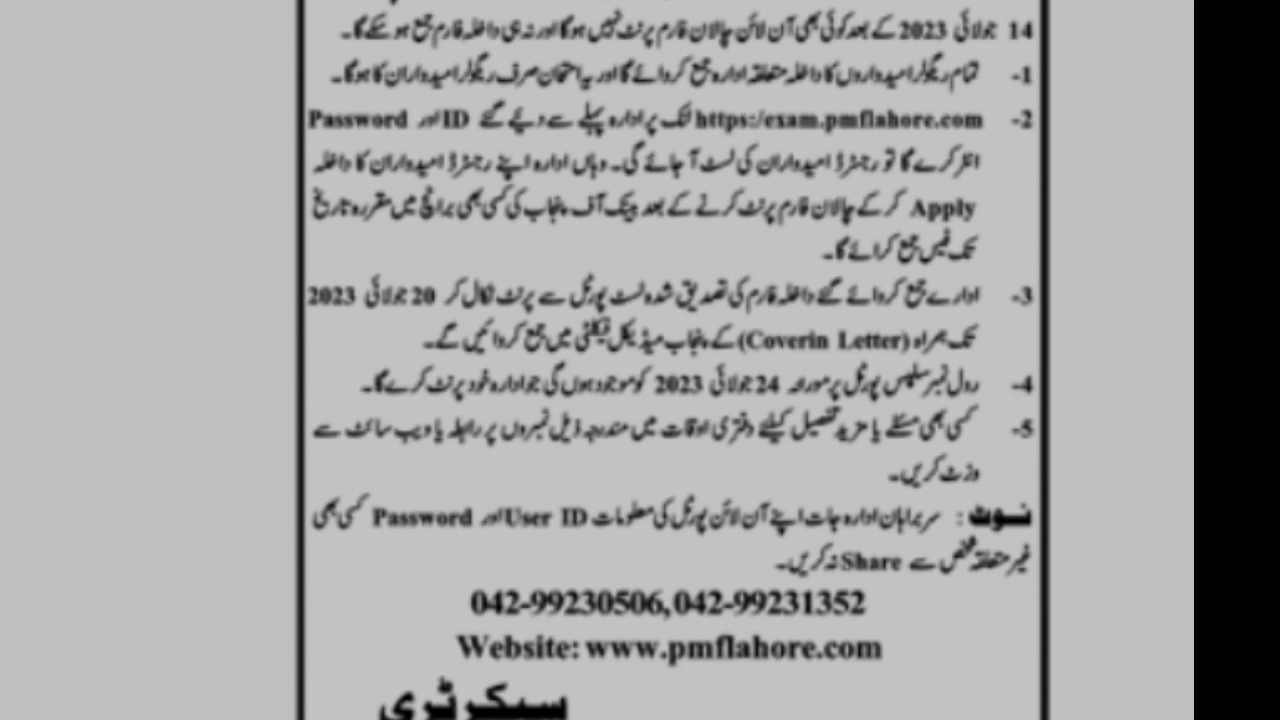 14 جولائی 2023 کے بعد کوئی بھی آن لائن چالان فارم پرنٹ نہیں ہوگا اور نہ ہی داخلہ فارم جمع ہو سکے گا۔
1- تمام ریگولر امیدواروں کا داخلہ متعلقہ ادارہ جمع کروائے گا اور یہ امتحان صرف ریگولر امیدواران کا ہوگا۔
2- https:/exam.pmflahore.com لنک پر ادارہ پہلے سے دیئے گئے ID اور Password
انٹر کرے گا تو رجسٹرڈ امیدواران کی لسٹ آ جائے گی۔ وہاں ادارہ اپنے رجسٹرڈ امیدواران کا داخلہ
Apply کر کے چالان فارم پرنٹ کرنے کے بعد بینک آف پنجاب کی کسی بھی برانچ میں مقررہ تاریخ
تک فیس جمع کرائے گا۔
3- ادارے جمع کروائے گئے داخلہ فارم کی تصدیق شدہ لسٹ پورٹل سے پرنٹ نکال کر 20 جولائی 2023
تک ہمراہ (Coverin Letter) کے پنجاب میڈیکل فیکلٹی میں جمع کروائیں گے۔
4- رول نمبر سلپس پورٹل پر مورخہ 24 جولائی 2023 کو موجود ہوں گی جو ادارہ خود پرنٹ کرے گا۔
5- کسی بھی مسئلے یا مزید تفصیل کیلئے دفتری اوقات میں مندرجہ ذیل نمبروں پر رابطہ یا ویب سائٹ سے
وزٹ کریں۔
نوٹ: سربراہان ادارہ جات اپنے آن لائن پورٹل کی معلومات User ID اور Password کسی بھی
غیر متعلقہ شخص سے Share نہ کریں۔
042-99230506,042-99231352
Website: www.pmflahore.com
سیکرٹری